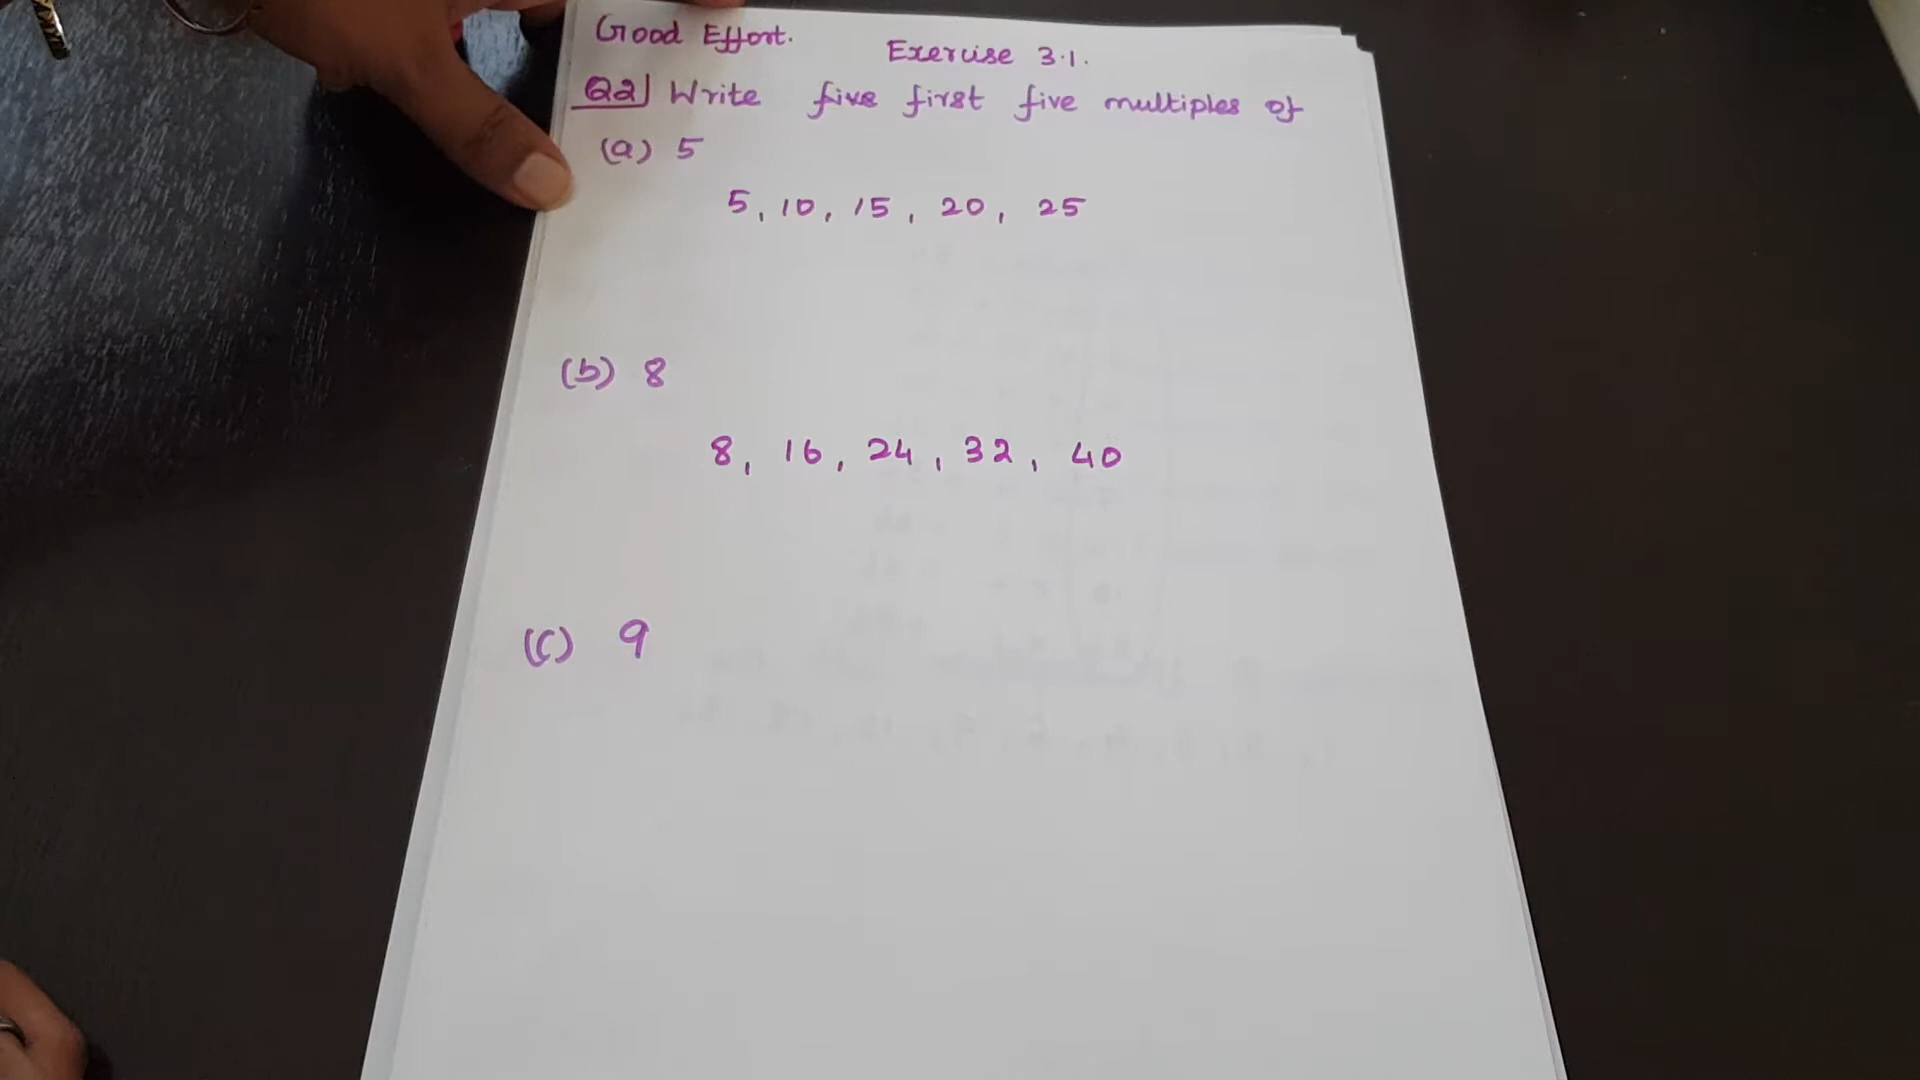 Good Effort.
Exercise 3.1.
Q2] Write five first five multiples of
(a) 5
5, 10, 15, 20, 25
(b) 8
8, 16, 24, 32, 40
(c) 9